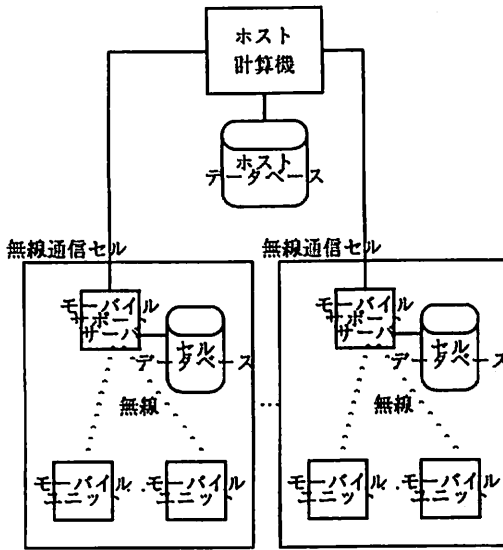 ホスト
計算機
ホスト
データベース
無線通信セル
無線通信セル
モーバイル
サポート
サーバ
セル
データベース
モーバイル
サポート
サーバ
セル
データベース
無線
無線
モーバイル
ユニット
モーバイル
ユニット
モーバイル
ユニット
モーバイル
ユニット